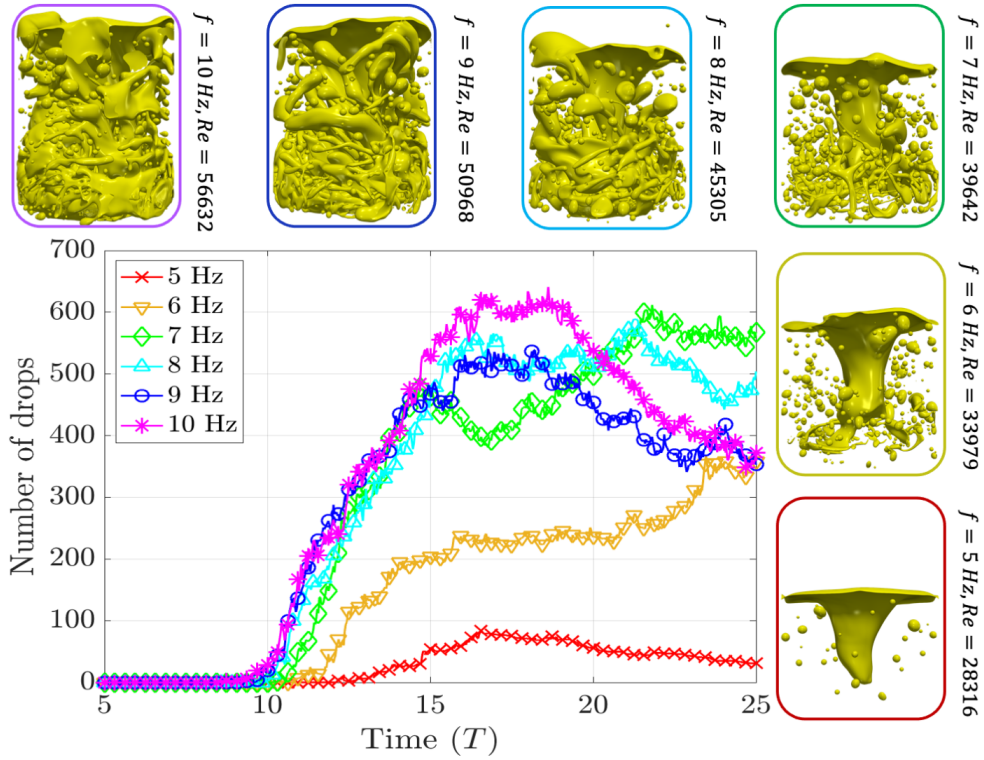 f = 10 Hz, Re = 56632
f = 9 Hz, Re = 50968
f = 8 Hz, Re = 45305
f = 7 Hz, Re = 39642
f = 6 Hz, Re = 33979
f = 5 Hz, Re = 28316
700
600
500
400
300
200
100
0
Number of drops
5 Hz
6 Hz
7 Hz
8 Hz
9 Hz
10 Hz
5
10
15
20
25
Time (T)